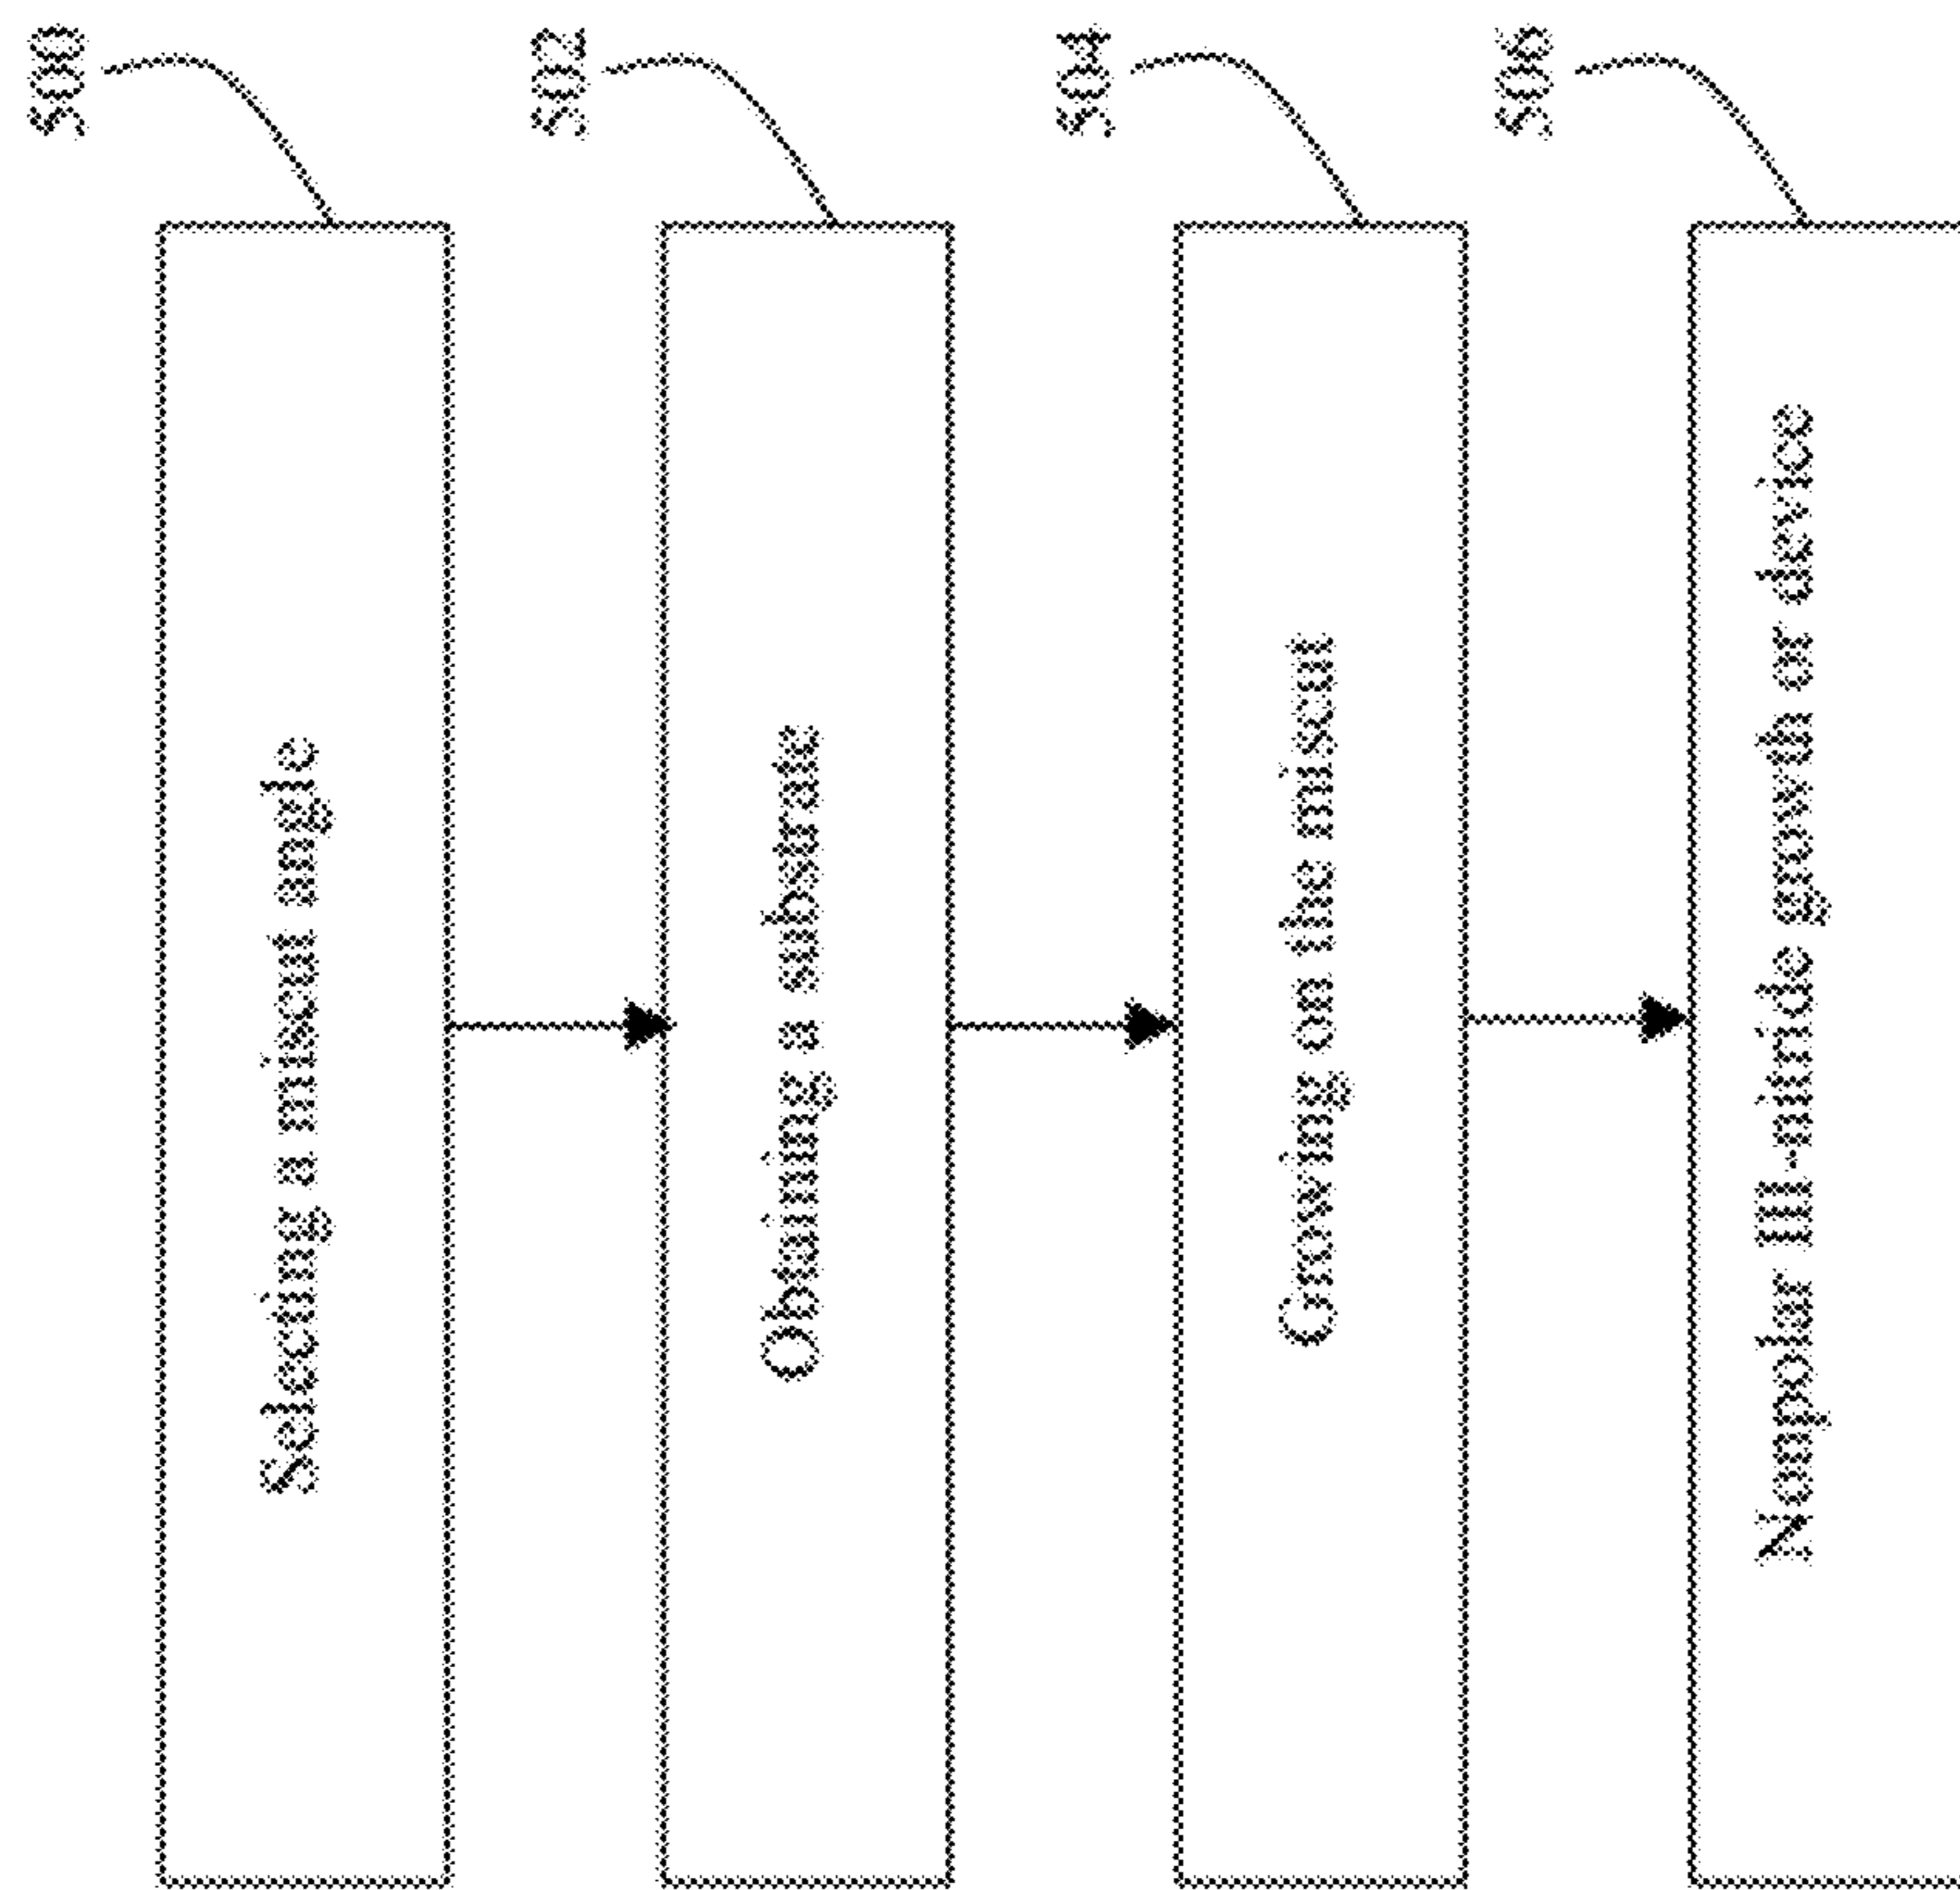 500
Selecting a miscut angle
502
Obtaining a substrate
504
Growing on the miscut
506
Nonpolar III-nitride growth or device